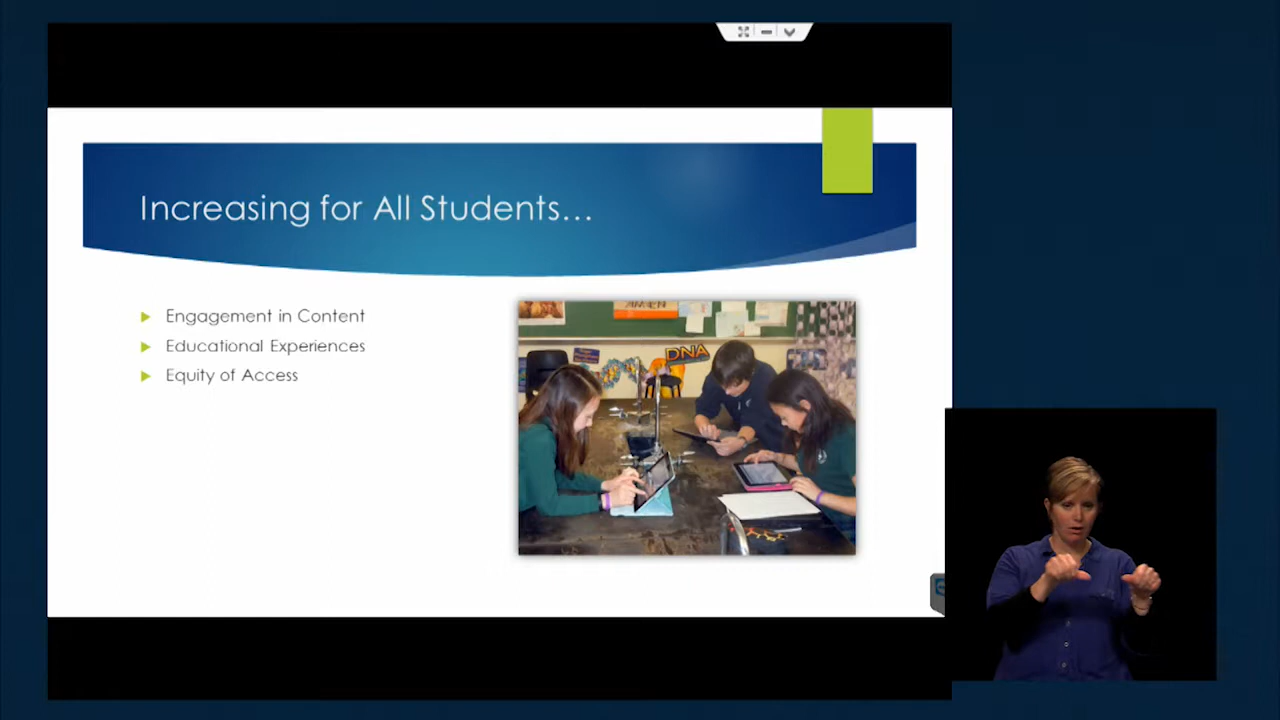 Increasing for All Students...
Engagement in Content
Educational Experiences
Equity of Access
DNA